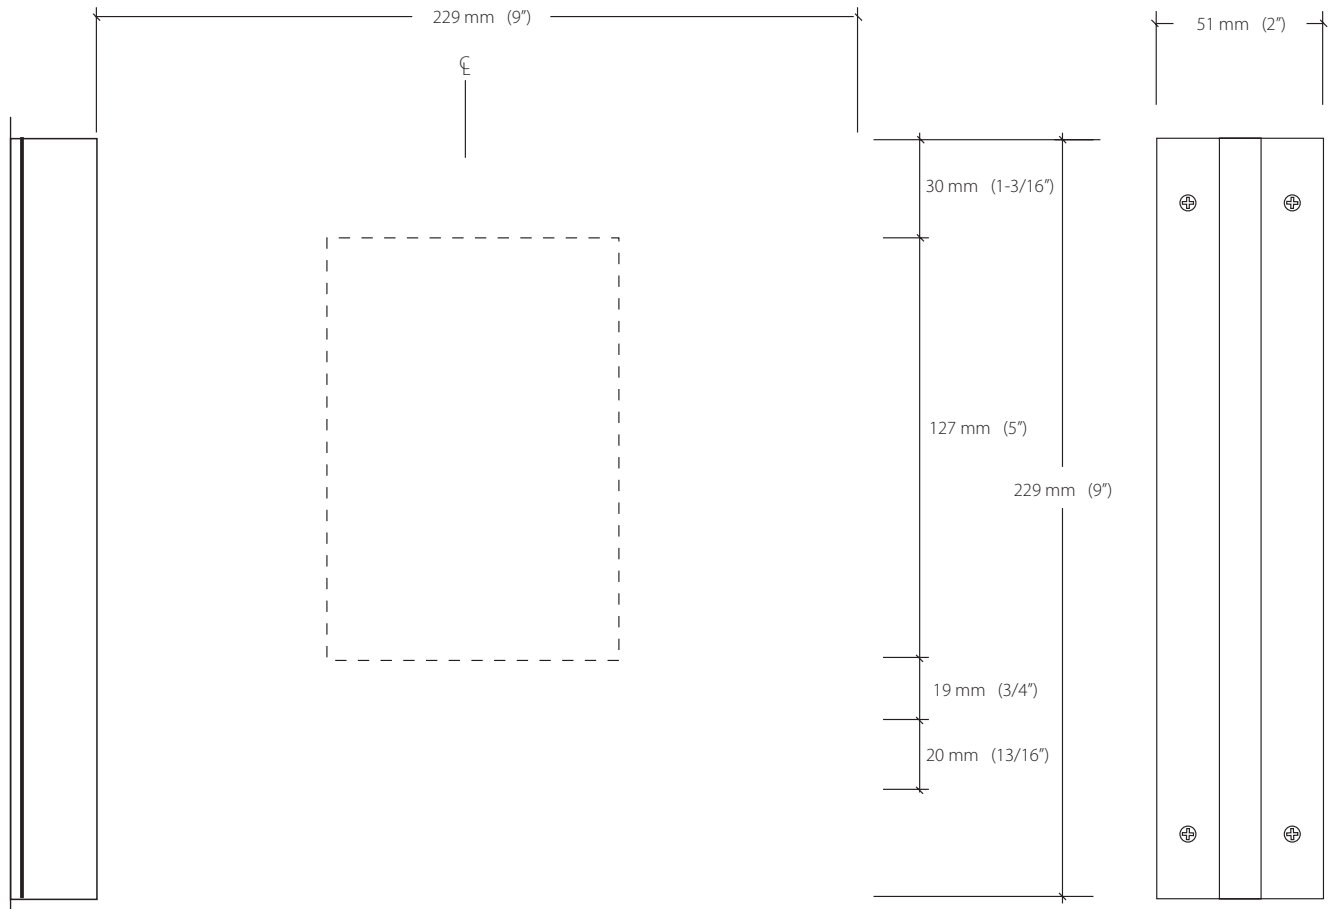 229 mm (9")
51 mm (2")
℄
30 mm (1-3/16")
127 mm (5")
229 mm (9")
19 mm (3/4")
20 mm (13/16")